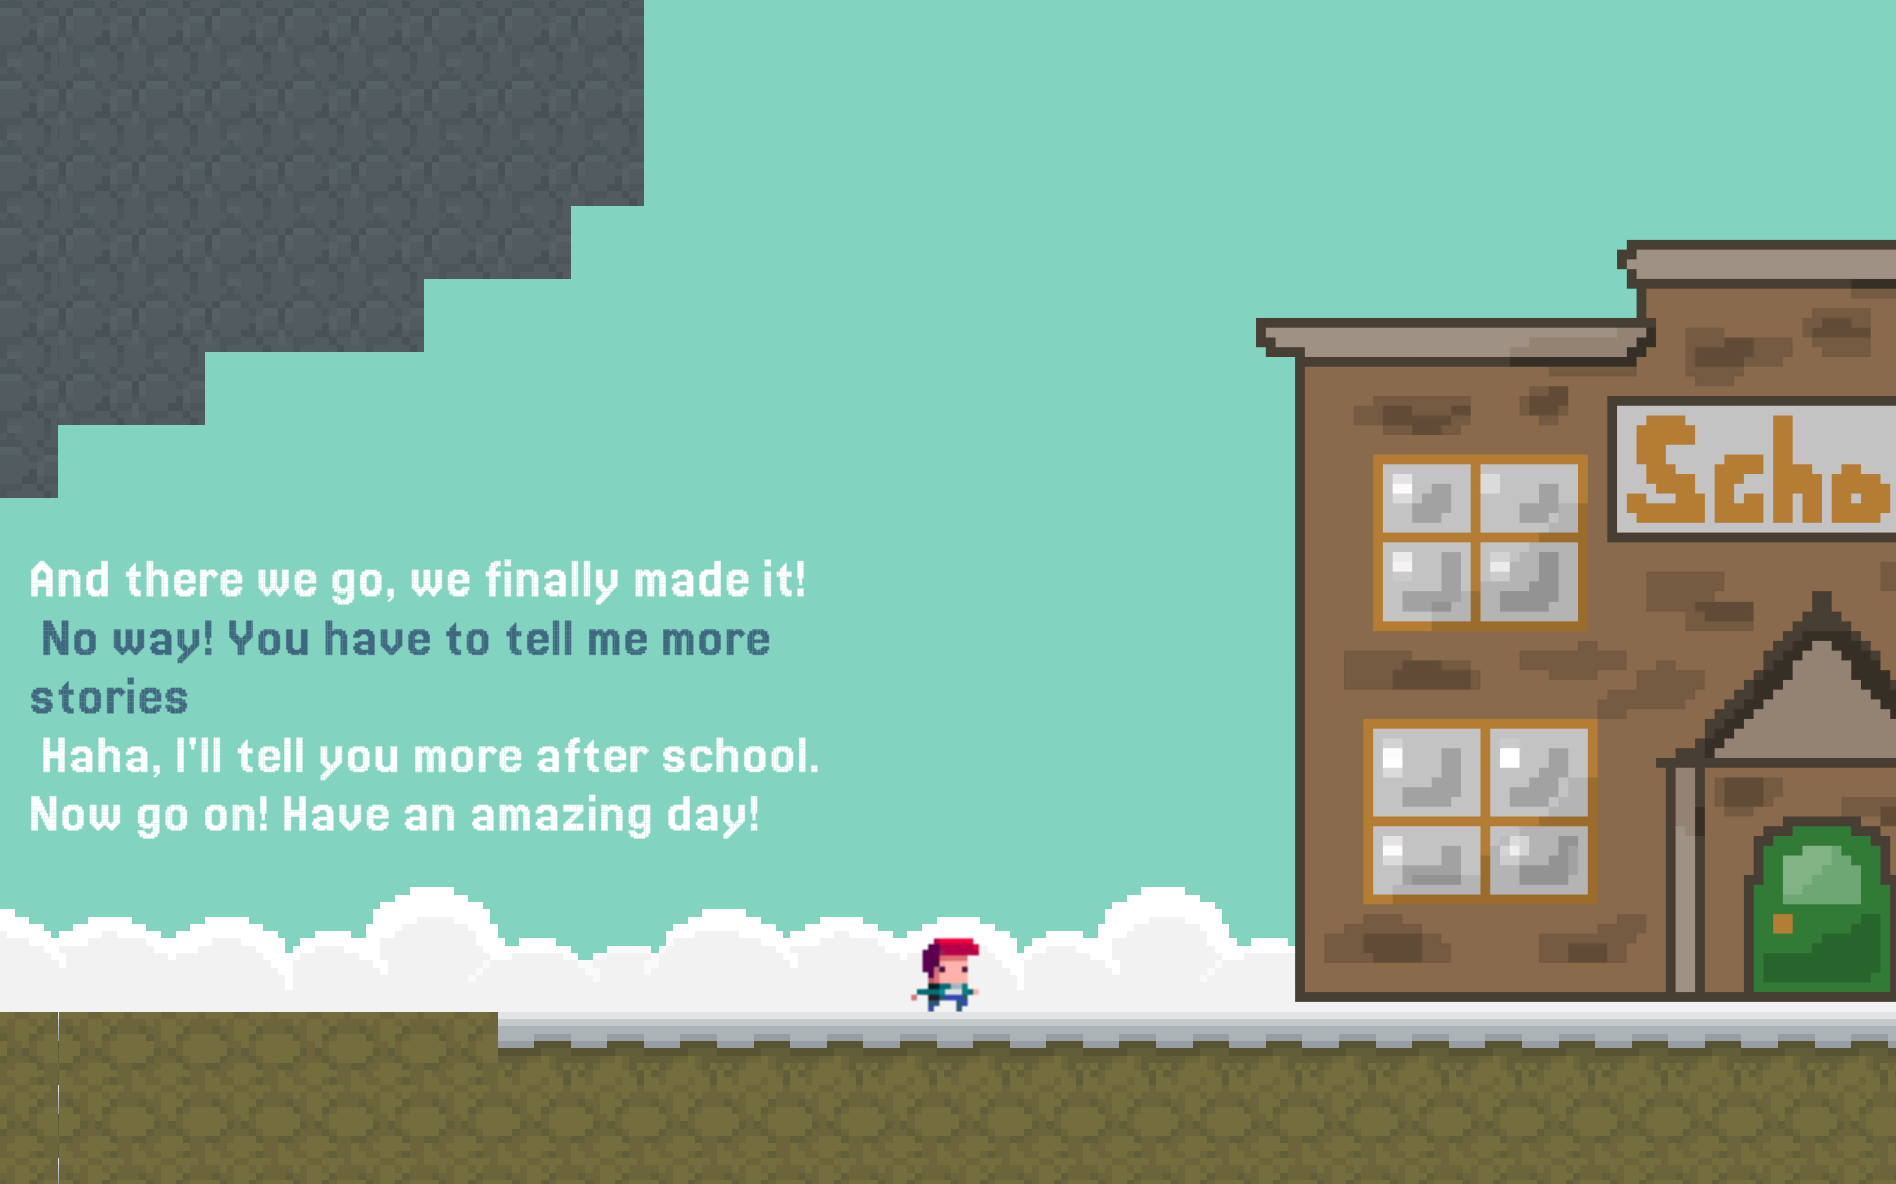 And there we go, we finally made it!
No way! You have to tell me more
stories
Haha, I'll tell you more after school.
Now go on! Have an amazing day!
Scho